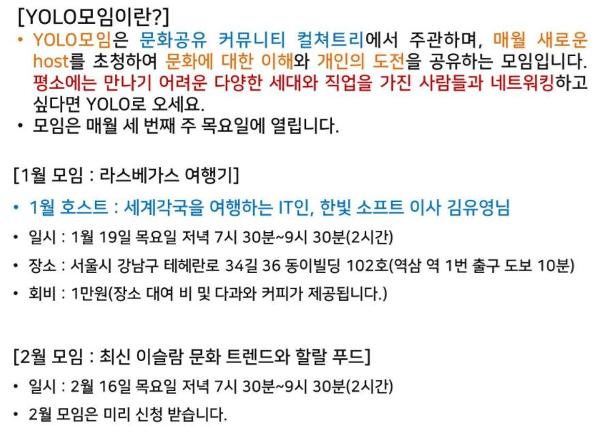 [YOLO모임이란?]
• YOLO모임은 문화공유 커뮤니티 컬쳐트리에서 주관하며, 매월 새로운
host를 초청하여 문화에 대한 이해와 개인의 도전을 공유하는 모임입니다.
평소에는 만나기 어려운 다양한 세대와 직업을 가진 사람들과 네트워킹하고
싶다면 YOLO로 오세요.
• 모임은 매월 세 번째 주 목요일에 열립니다.
[1월 모임 : 라스베가스 여행기]
• 1월 호스트 : 세계각국을 여행하는 IT인, 한빛 소프트 이사 김유영님
• 일시 : 1월 19일 목요일 저녁 7시 30분~9시 30분(2시간)
• 장소 : 서울시 강남구 테헤란로 34길 36 동이빌딩 102호(역삼 역 1번 출구 도보 10분)
• 회비 : 1만원(장소 대여 비 및 다과와 커피가 제공됩니다.)
[2월 모임 : 최신 이슬람 문화 트렌드와 할랄 푸드]
• 일시 : 2월 16일 목요일 저녁 7시 30분~9시 30분(2시간)
• 2월 모임은 미리 신청 받습니다.